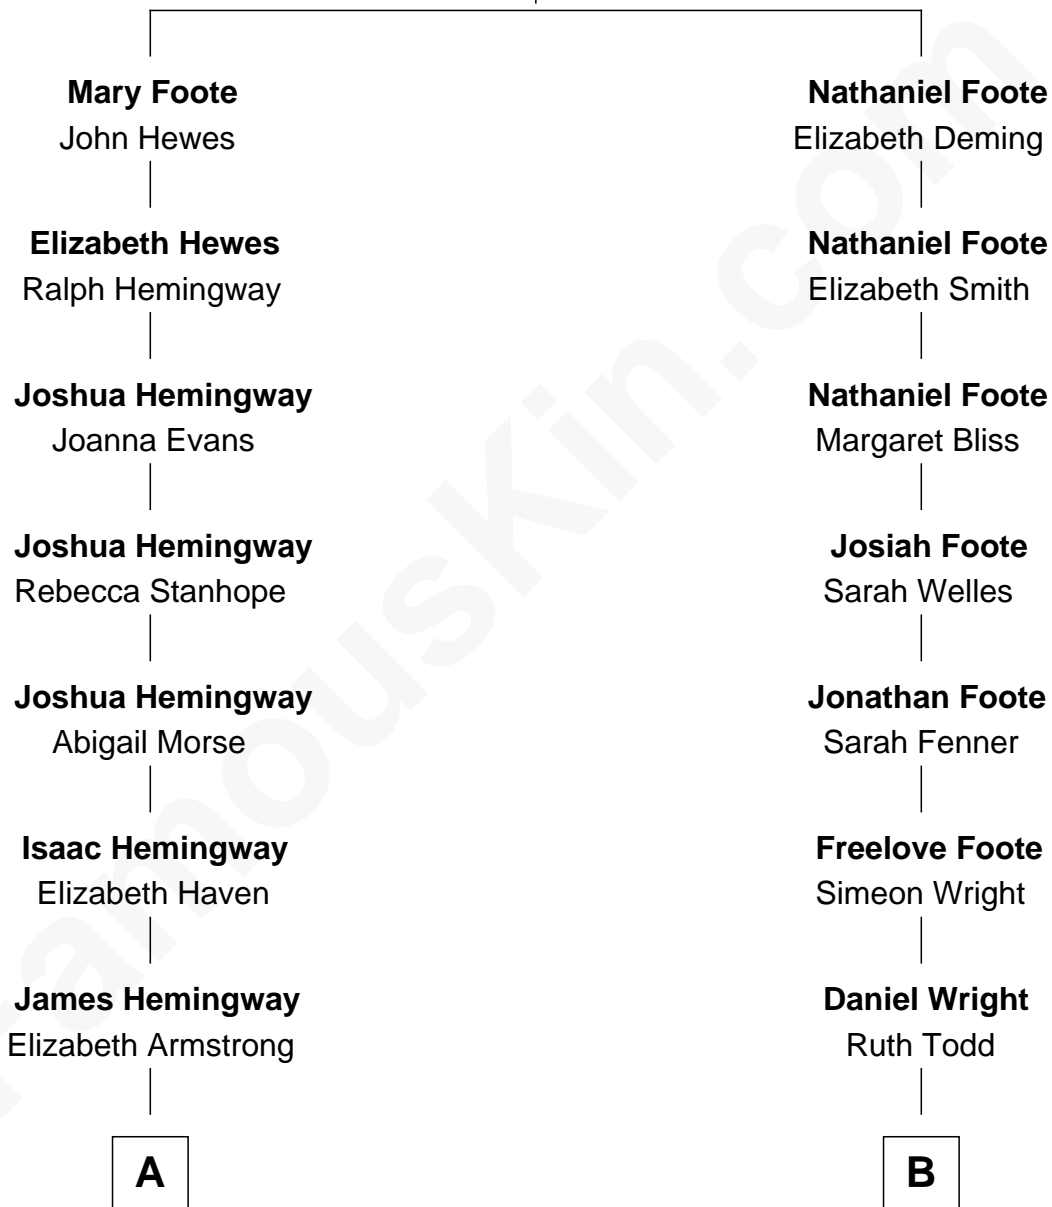 Mary Foote
John Hewes
Elizabeth Hewes
Ralph Hemingway
Joshua Hemingway
Joanna Evans
Joshua Hemingway
Rebecca Stanhope
Joshua Hemingway
Abigail Morse
Isaac Hemingway
Elizabeth Haven
James Hemingway
Elizabeth Armstrong
A
Nathaniel Foote
Elizabeth Deming
Nathaniel Foote
Elizabeth Smith
Nathaniel Foote
Margaret Bliss
Josiah Foote
Sarah Welles
Jonathan Foote
Sarah Fenner
Freelove Foote
Simeon Wright
Daniel Wright
Ruth Todd
B
FamousKin.com